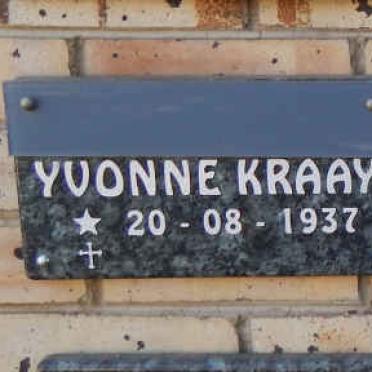 YVONNE KRAAY
★ 20 - 08 - 1937